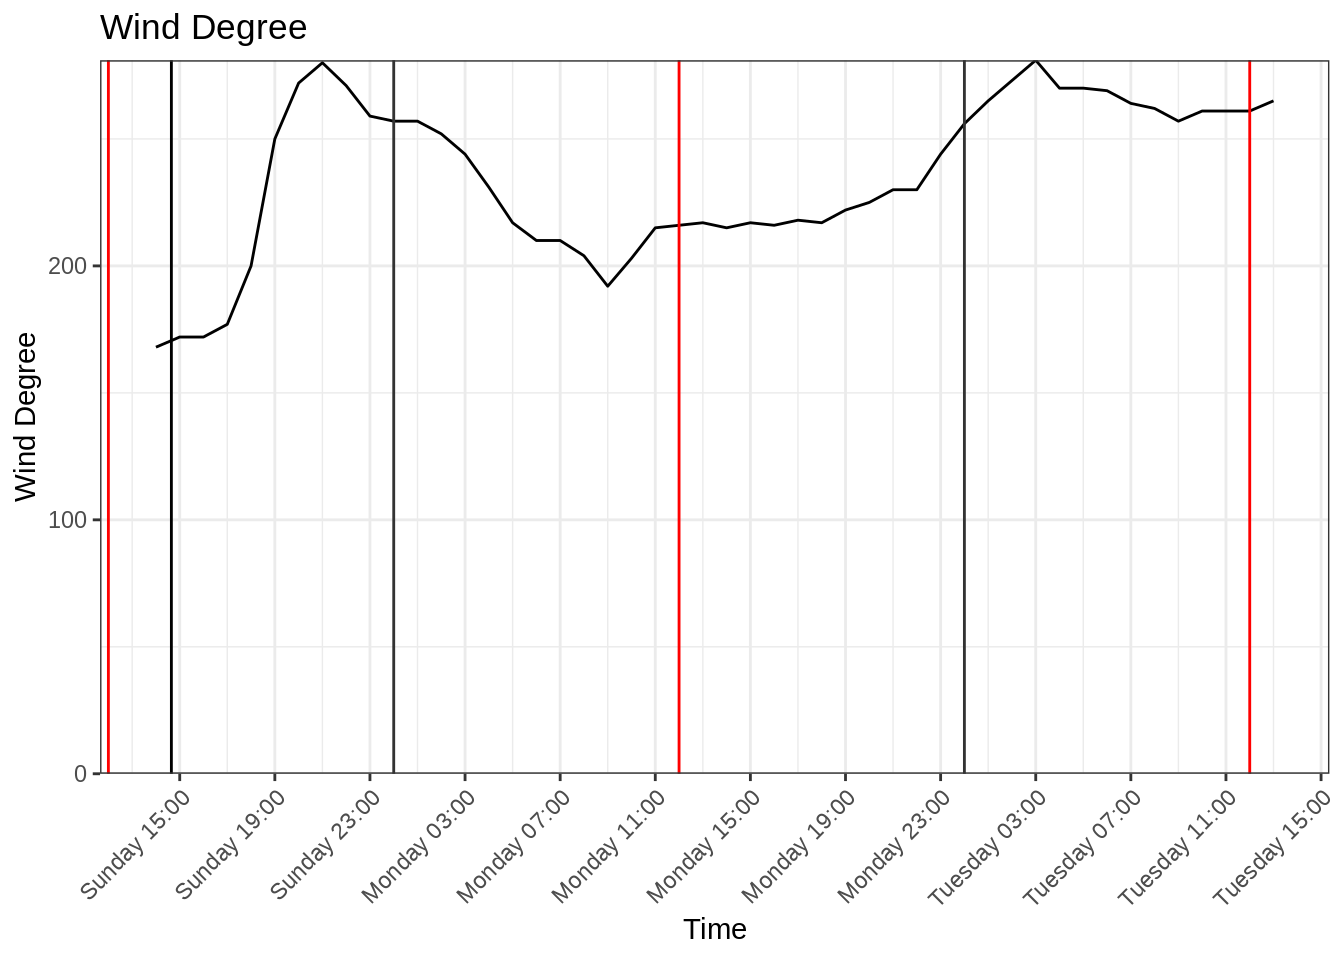 Wind Degree
Wind Degree
200
100
0
Sunday 15:00
Sunday 19:00
Sunday 23:00
Monday 03:00
Monday 07:00
Monday 11:00
Monday 15:00
Monday 19:00
Monday 23:00
Tuesday 03:00
Tuesday 07:00
Tuesday 11:00
Tuesday 15:00
Time